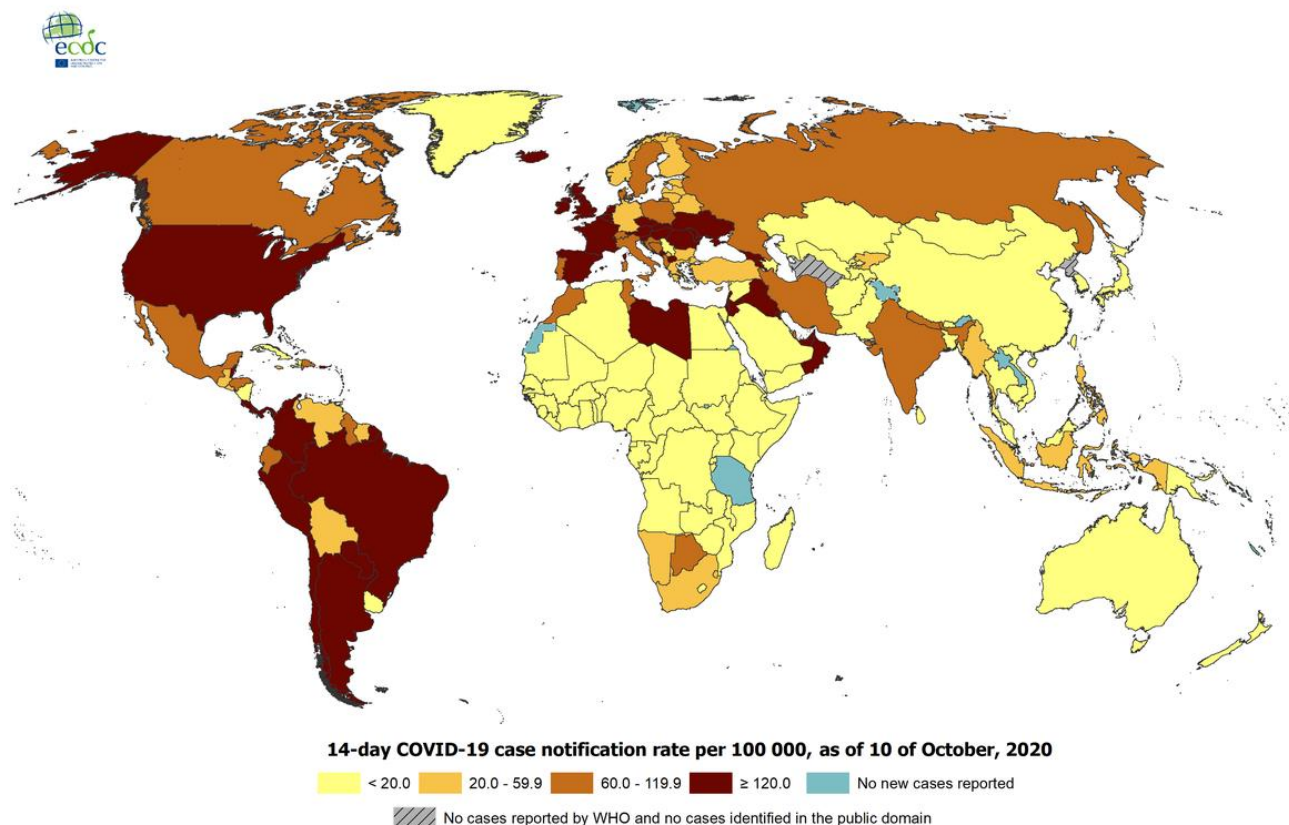 ecdc
14-day COVID-19 case notification rate per 100 000, as of 10 of October, 2020
< 20.0 20.0 - 59.9 60.0 - 119.9 ≥ 120.0 No new cases reported
No cases reported by WHO and no cases identified in the public domain